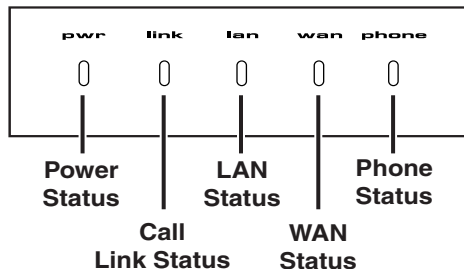 pwr link lan wan phone
Power
Status
LAN
Status
Phone
Status
Call
Link Status
WAN
Status